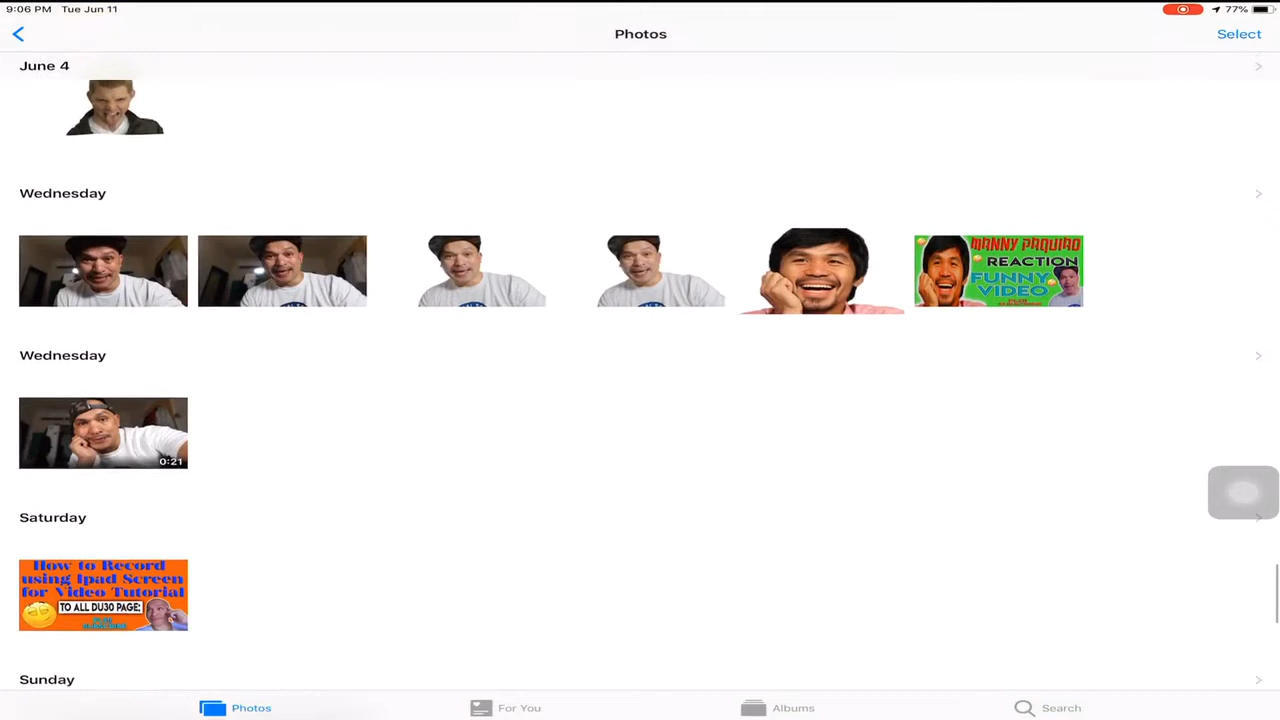 9:06 PM Tue Jun 11
77%
Photos
Select
June 4
Wednesday
MANNY PAQUIAO
REACTION
FUNNY
VIDEO
Wednesday
0:21
Saturday
How to Record
using Ipad Screen
for Video Tutorial
TO ALL DU30 PAGE;
Sunday
Photos
For You
Albums
Search